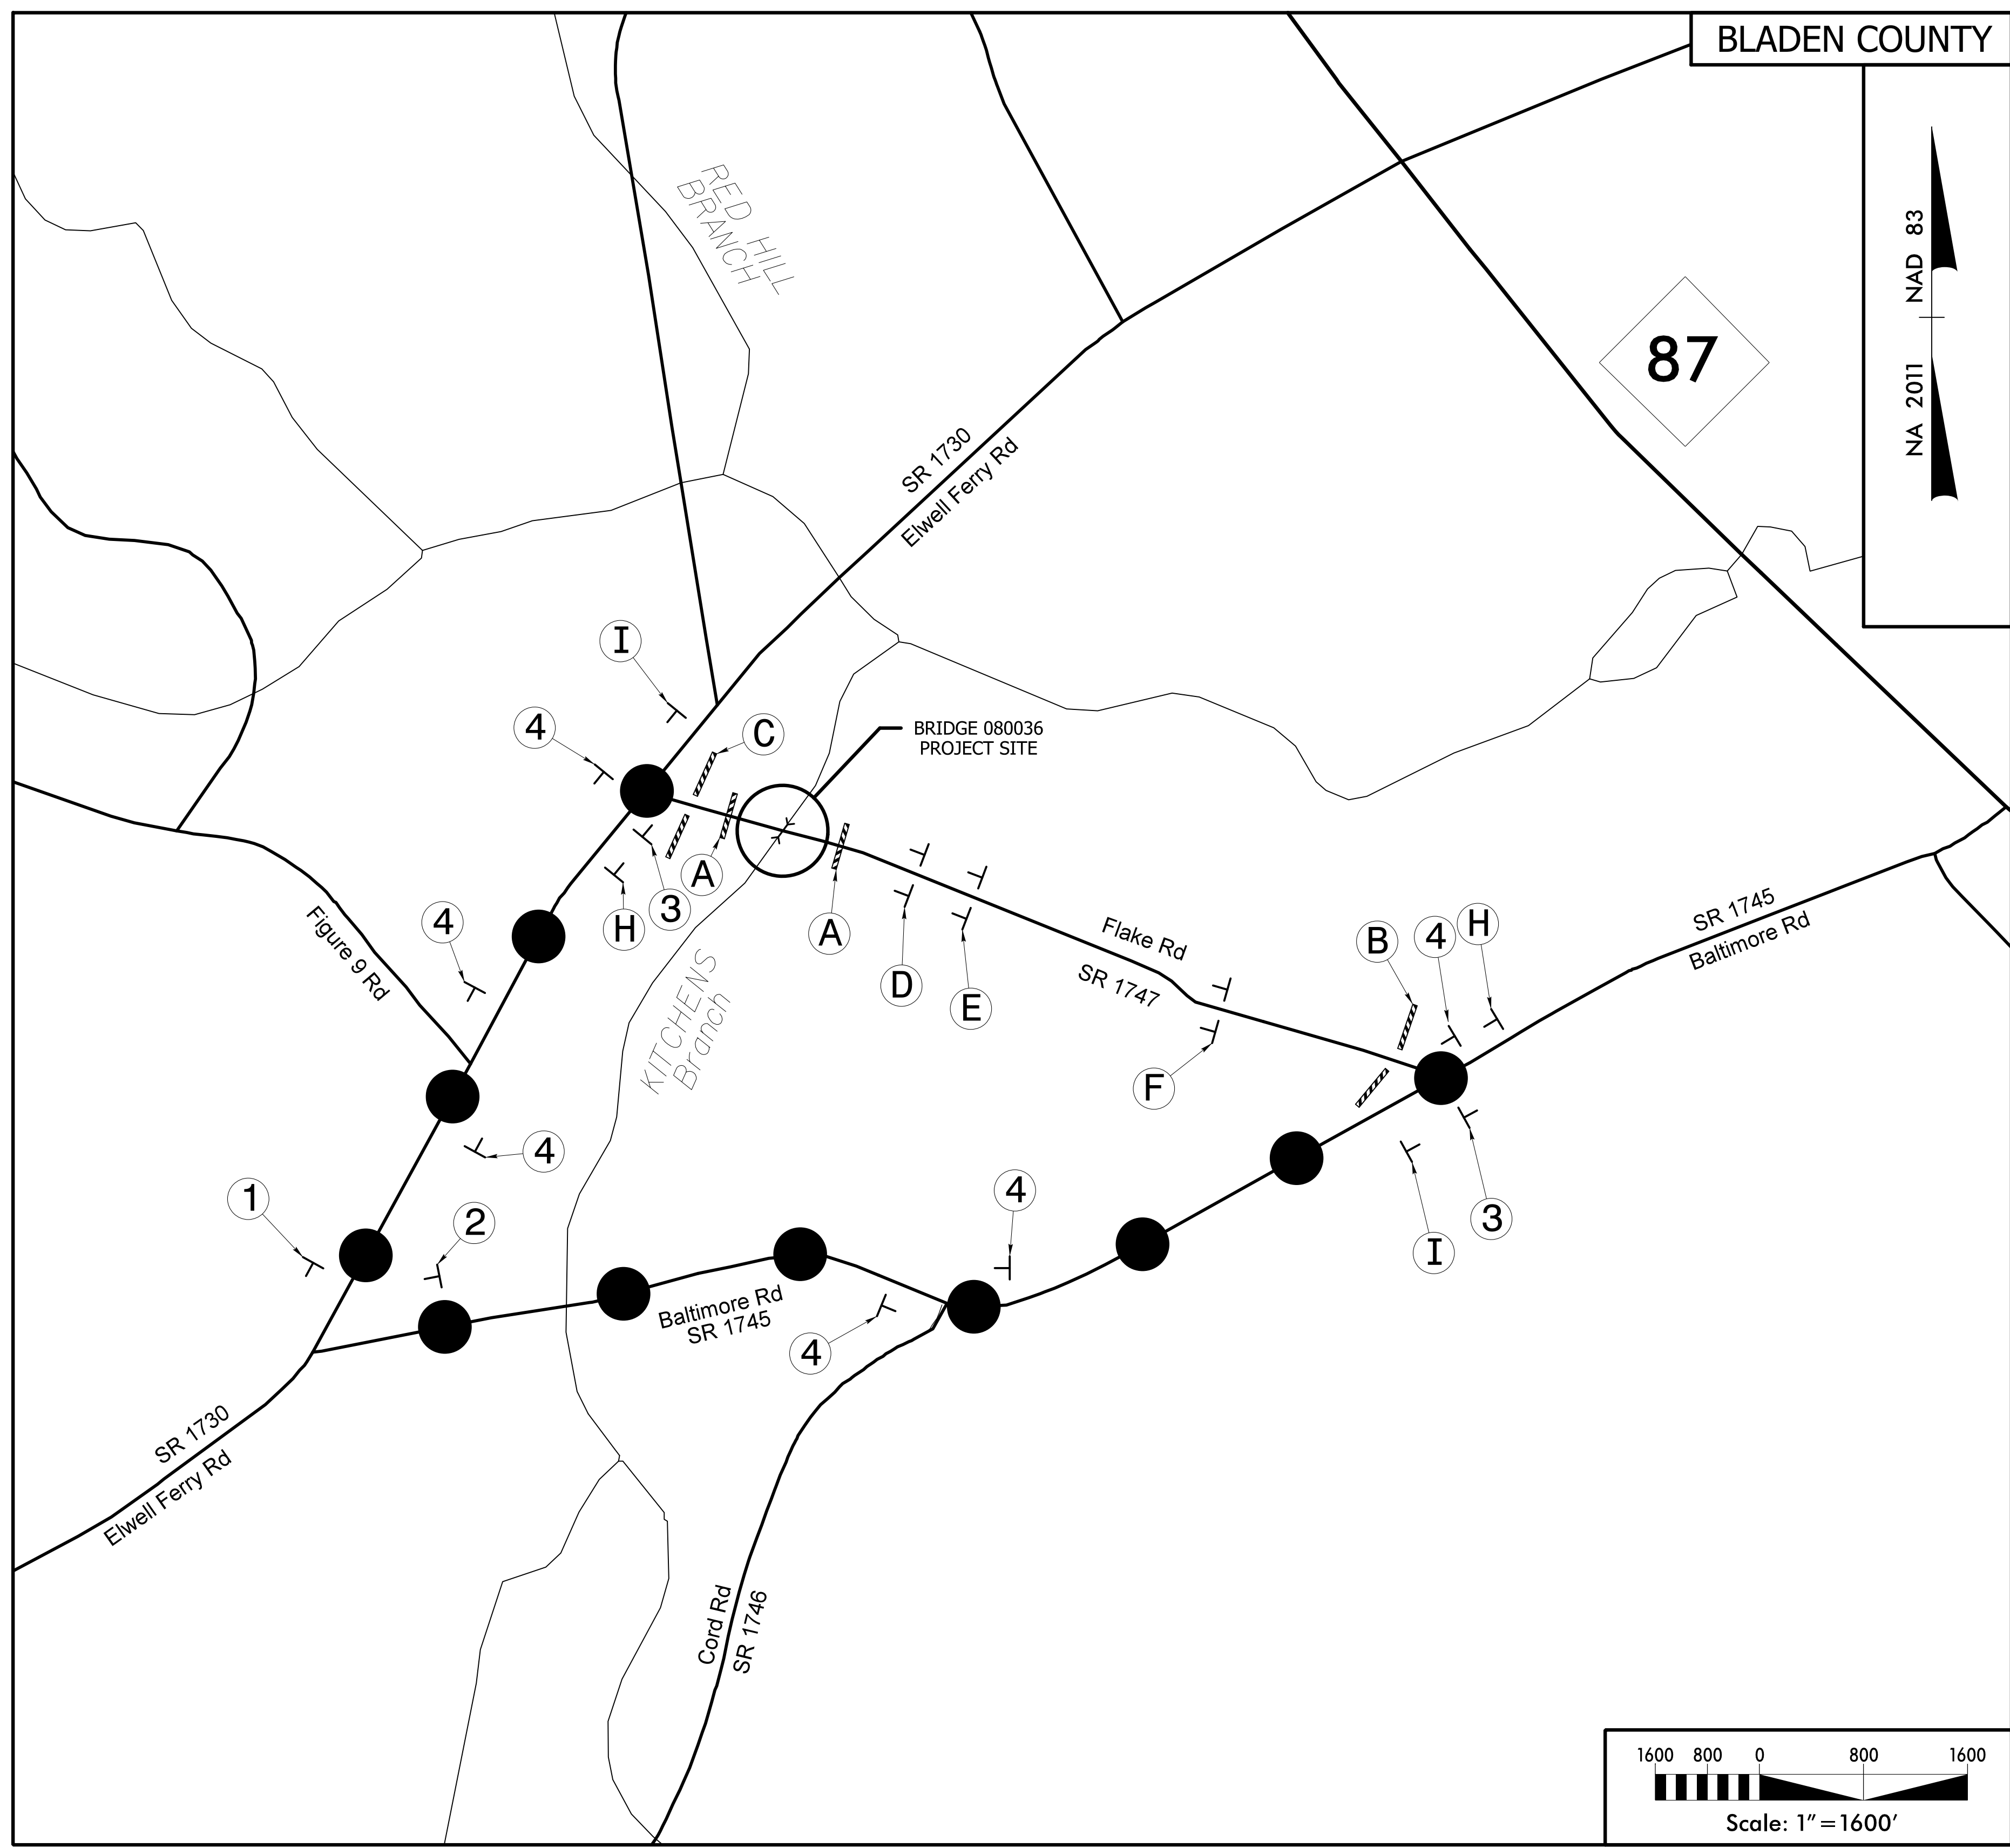 BLADEN COUNTY
NAD 83
NA 2011
87
RED HILL
BRANCH
SR 1730
Elwell Ferry Rd
I
4
C
BRIDGE 080036
PROJECT SITE
A
3
H
A
4
Figure 9 Rd
D
E
Flake Rd
SR 1747
B
4
H
SR 1745
Baltimore Rd
KITCHENS
Branch
F
4
1
2
4
3
I
Baltimore Rd
SR 1745
4
SR 1730
Elwell Ferry Rd
Cord Rd
SR 1746
1600 800 0 800 1600
Scale: 1"=1600'